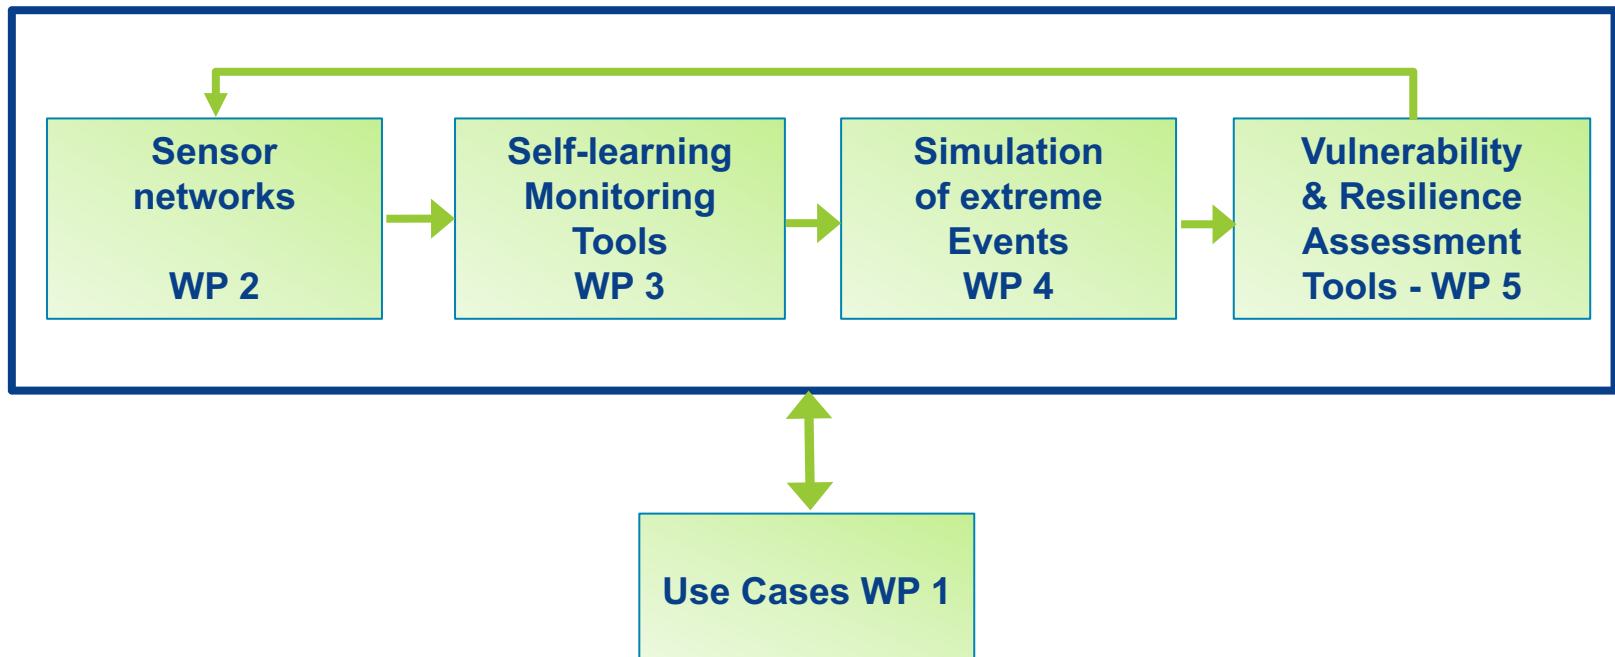 Sensor
networks
WP 2
Self-learning
Monitoring
Tools
WP 3
Simulation
of extreme
Events
WP 4
Vulnerability
& Resilience
Assessment
Tools - WP 5
Use Cases WP 1